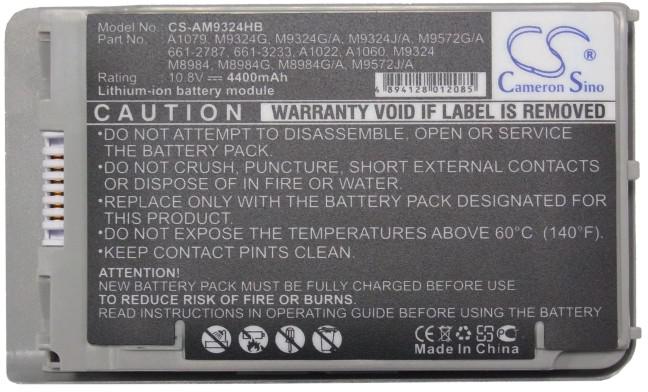 Model No: CS-AM9324HB
Part No.: A1079, M9324G, M9324G/A, M9324J/A, M9572G/A
661-2787, 661-3233, A1022, A1060, M9324
M8984, M8984G, M8984G/A, M9572J/A
Rating : 10.8V ⎓ 4400mAh
Lithium-ion battery module
4 894128 012085
CS
Cameron Sino
CAUTION WARRANTY VOID IF LABEL IS REMOVED
•DO NOT ATTEMPT TO DISASSEMBLE, OPEN OR SERVICE
THE BATTERY PACK.
•DO NOT CRUSH, PUNCTURE, SHORT EXTERNAL CONTACTS
OR DISPOSE OF IN FIRE OR WATER.
•REPLACE ONLY WITH THE BATTERY PACK DESIGNATED FOR
THIS PRODUCT.
•DO NOT EXPOSE THE TEMPERATURES ABOVE 60°C (140°F).
•KEEP CONTACT PINTS CLEAN.
ATTENTION!
NEW BATTERY PACK MUST BE FULLY CHARGED BEFORE USE
TO REDUCE RISK OF FIRE OR BURNS.
READ INSTRUCTIONS IN OPERATING GUIDE BEFORE USING THE BATTERY
CE
Made In China